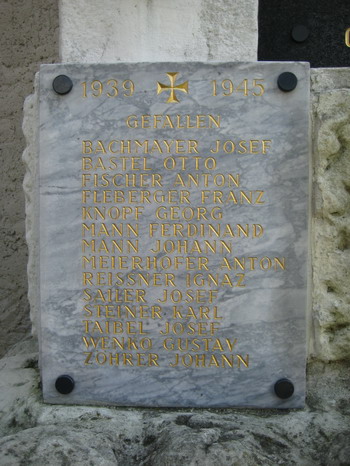 1939 1945
GEFALLEN
BACHMAYER JOSEF
BASTEL OTTO
FISCHER ANTON
FLEBERGER FRANZ
KNOPF GEORG
MANN FERDINAND
MANN JOHANN
MEIERHOFER ANTON
REISSNER IGNAZ
SAILER JOSEF
STEINER KARL
TAIBEL JOSEF
WENKO GUSTAV
ZÖHRER JOHANN